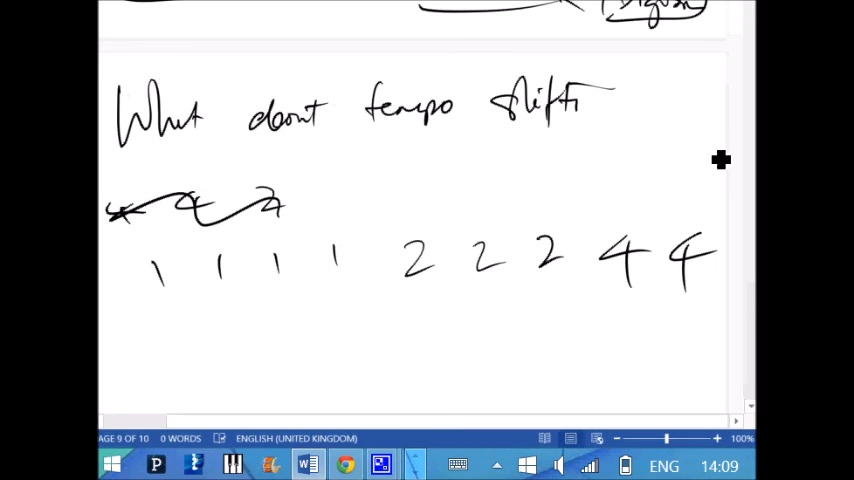 What about tempo shifts
1 1 1 1 2 2 2 4 4
PAGE 9 OF 10 0 WORDS ENGLISH (UNITED KINGDOM) 100%
ENG 14:09